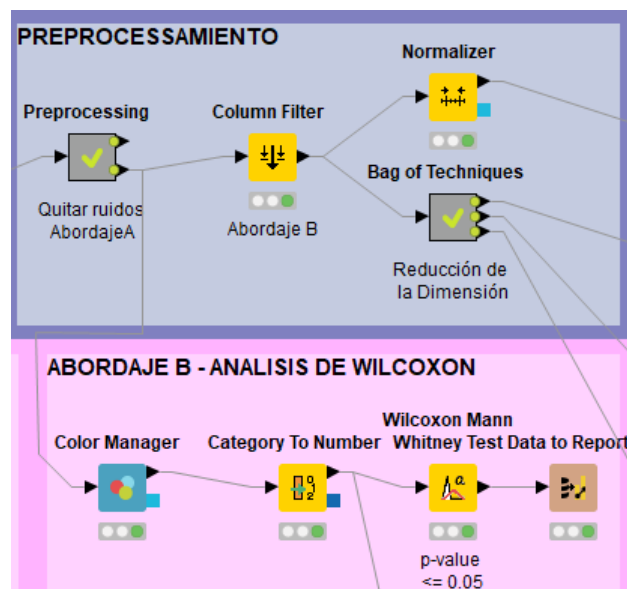 PREPROCESSAMIENTO
Normalizer
Preprocessing
Column Filter
Bag of Techniques
Quitar ruidos
AbordajeA
Abordaje B
Reducción de
la Dimensión
ABORDAJE B - ANALISIS DE WILCOXON
Wilcoxon Mann
Color Manager Category To Number Whitney Test Data to Report
p-value
<= 0.05